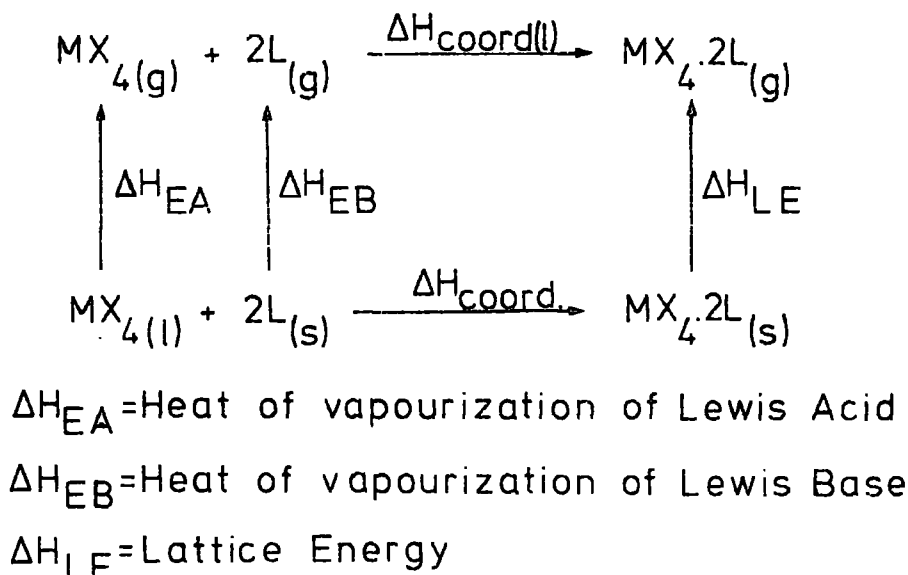 MX4(g) + 2L(g) ΔHcoord(l) MX4.2L(g)
ΔHEA ΔHEB ΔHLE
MX4(l) + 2L(s) ΔHcoord. MX4.2L(s)
ΔHEA=Heat of vapourization of Lewis Acid
ΔHEB=Heat of vapourization of Lewis Base
ΔHLE=Lattice Energy